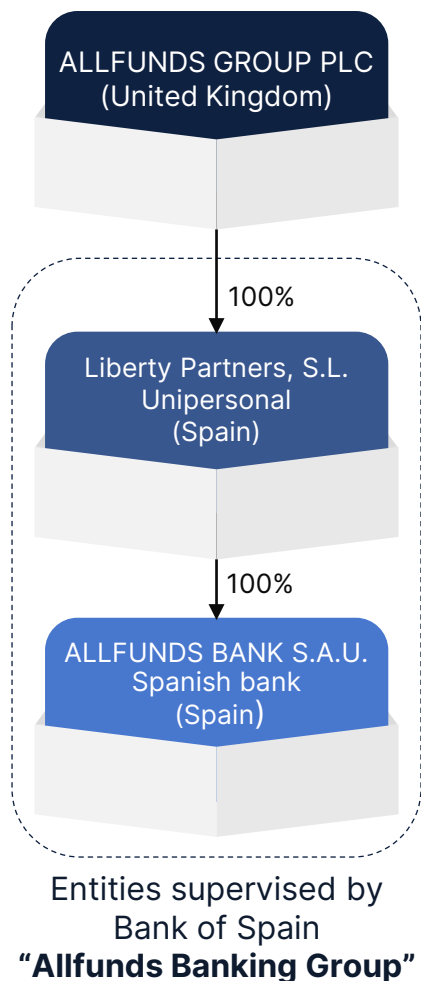 ALLFUNDS GROUP PLC
(United Kingdom)
100%
Liberty Partners, S.L.
Unipersonal
(Spain)
100%
ALLFUNDS BANK S.A.U.
Spanish bank
(Spain)
Entities supervised by
Bank of Spain
“Allfunds Banking Group”